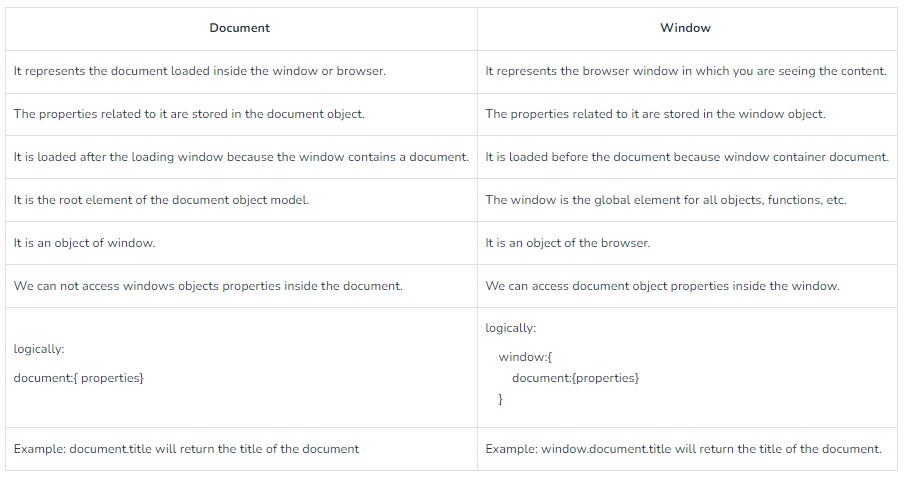 Document
Window
It represents the document loaded inside the window or browser.
It represents the browser window in which you are seeing the content.
The properties related to it are stored in the document object.
The properties related to it are stored in the window object.
It is loaded after the loading window because the window contains a document.
It is loaded before the document because window container document.
It is the root element of the document object model.
The window is the global element for all objects, functions, etc.
It is an object of window.
It is an object of the browser.
We can not access windows objects properties inside the document.
We can access document object properties inside the window.
logically:
document:{ properties}
logically:
window:{
document:{properties}
}
Example: document.title will return the title of the document
Example: window.document.title will return the title of the document.